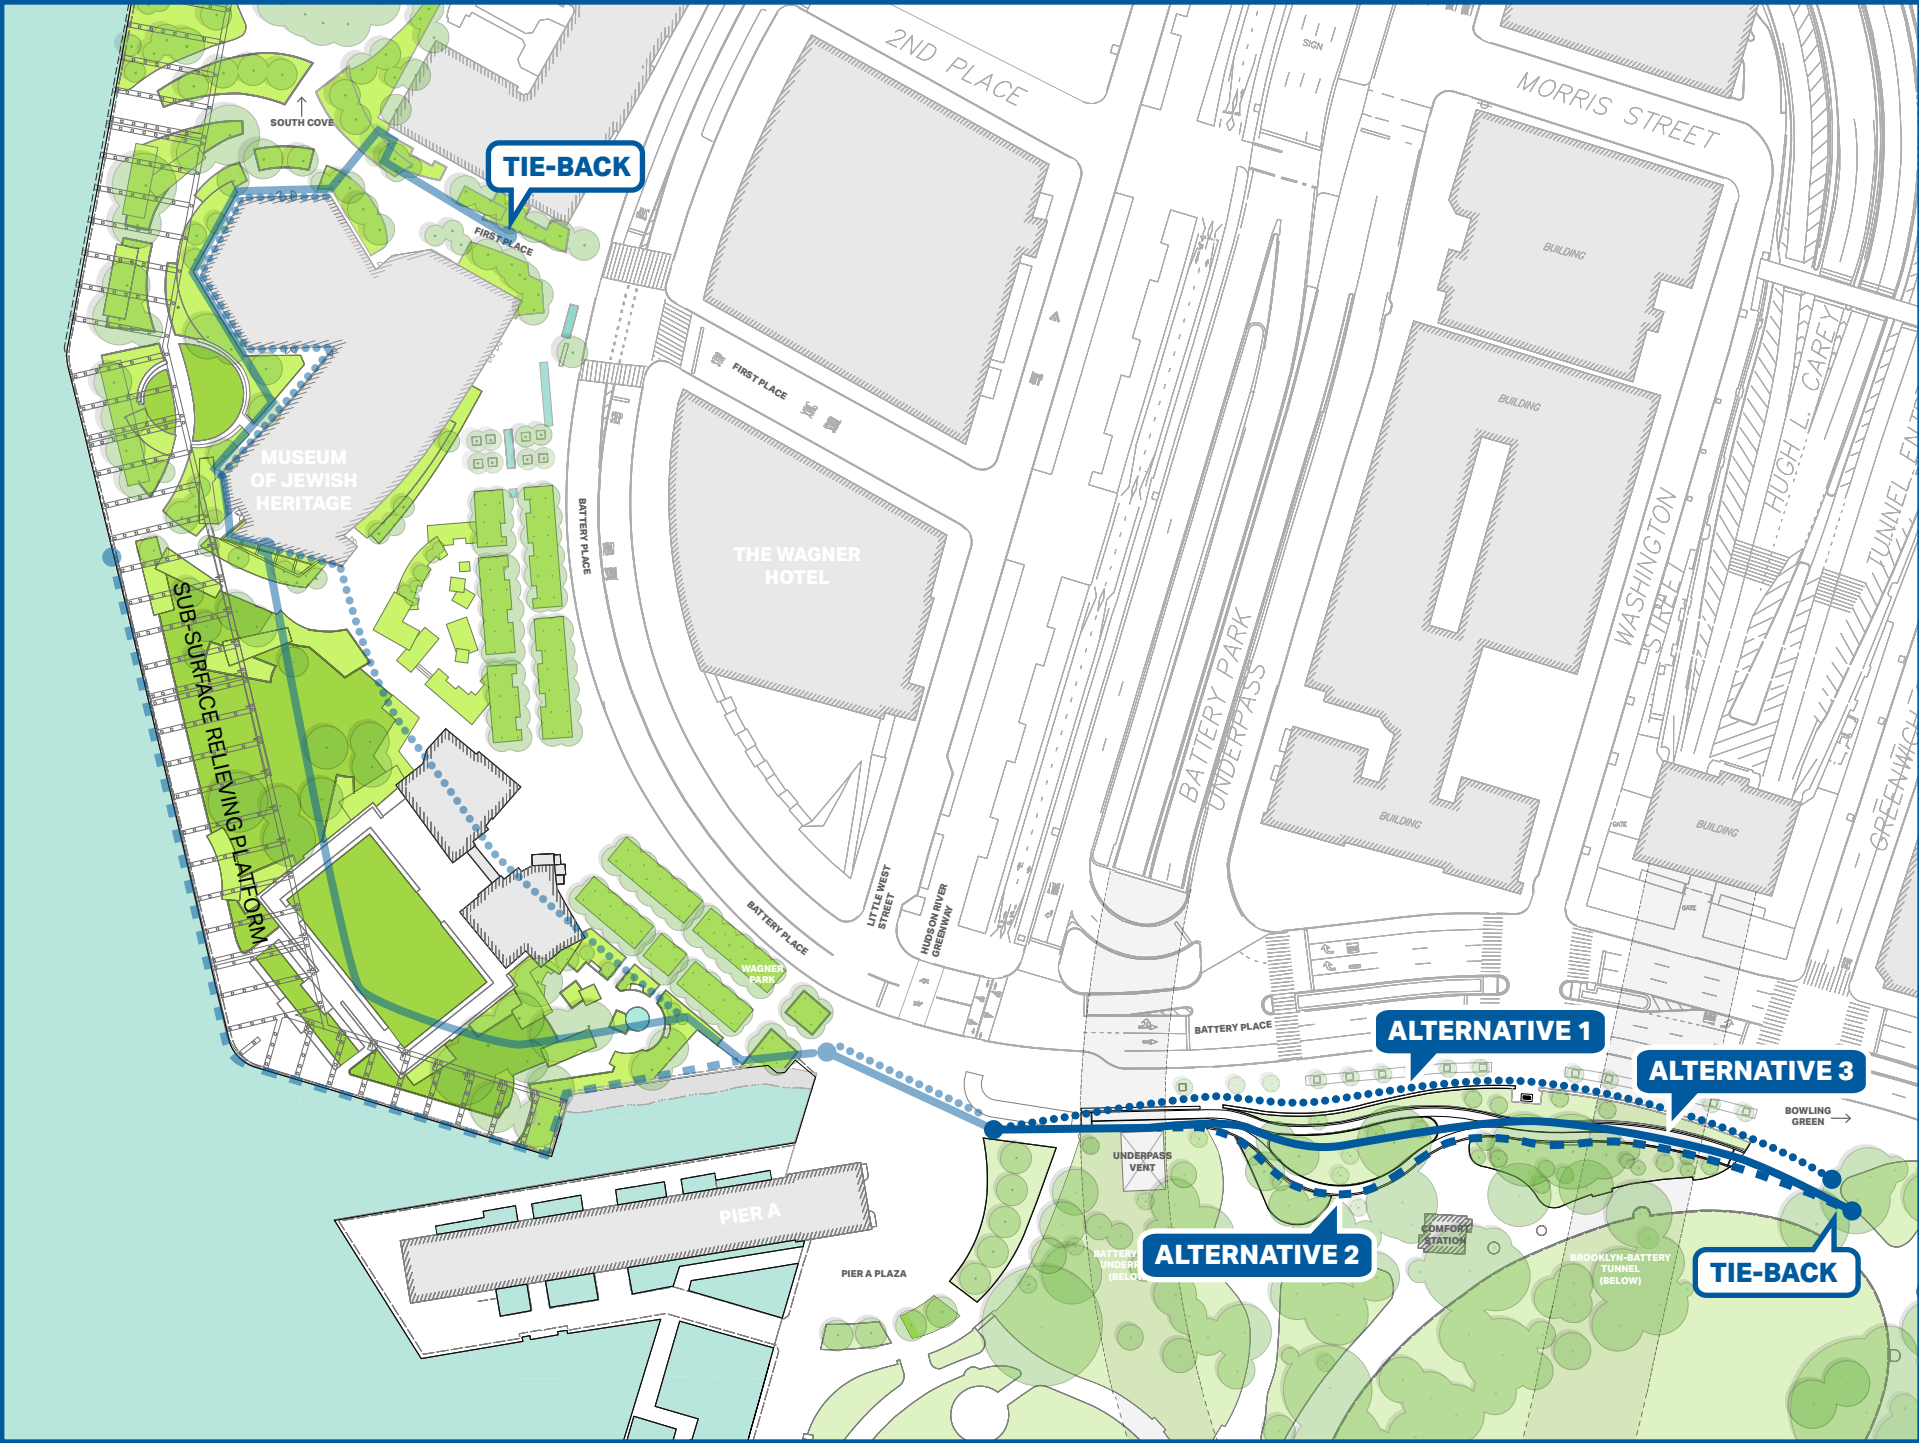 2ND PLACE
SIGN
MORRIS STREET
SOUTH COVE
TIE-BACK
FIRST PLACE
BUILDING
HUGH L. CAREY
FIRST PLACE
BUILDING
MUSEUM
OF JEWISH
HERITAGE
BATTERY PLACE
THE WAGNER
HOTEL
WASHINGTON
STREET
SUB-SURFACE RELIEVING PLATFORM
BATTERY PARK
UNDERPASS
BUILDING
GATE
BUILDING
GATE
LITTLE WEST
STREET
HUDSON RIVER
GREENWAY
BATTERY PLACE
WAGNER
PARK
BATTERY PLACE
ALTERNATIVE 1
ALTERNATIVE 3
BOWLING
GREEN
UNDERPASS
VENT
PIER A
COMFORT
STATION
ALTERNATIVE 2
BROOKLYN-BATTERY
TUNNEL
(BELOW)
TIE-BACK
PIER A PLAZA